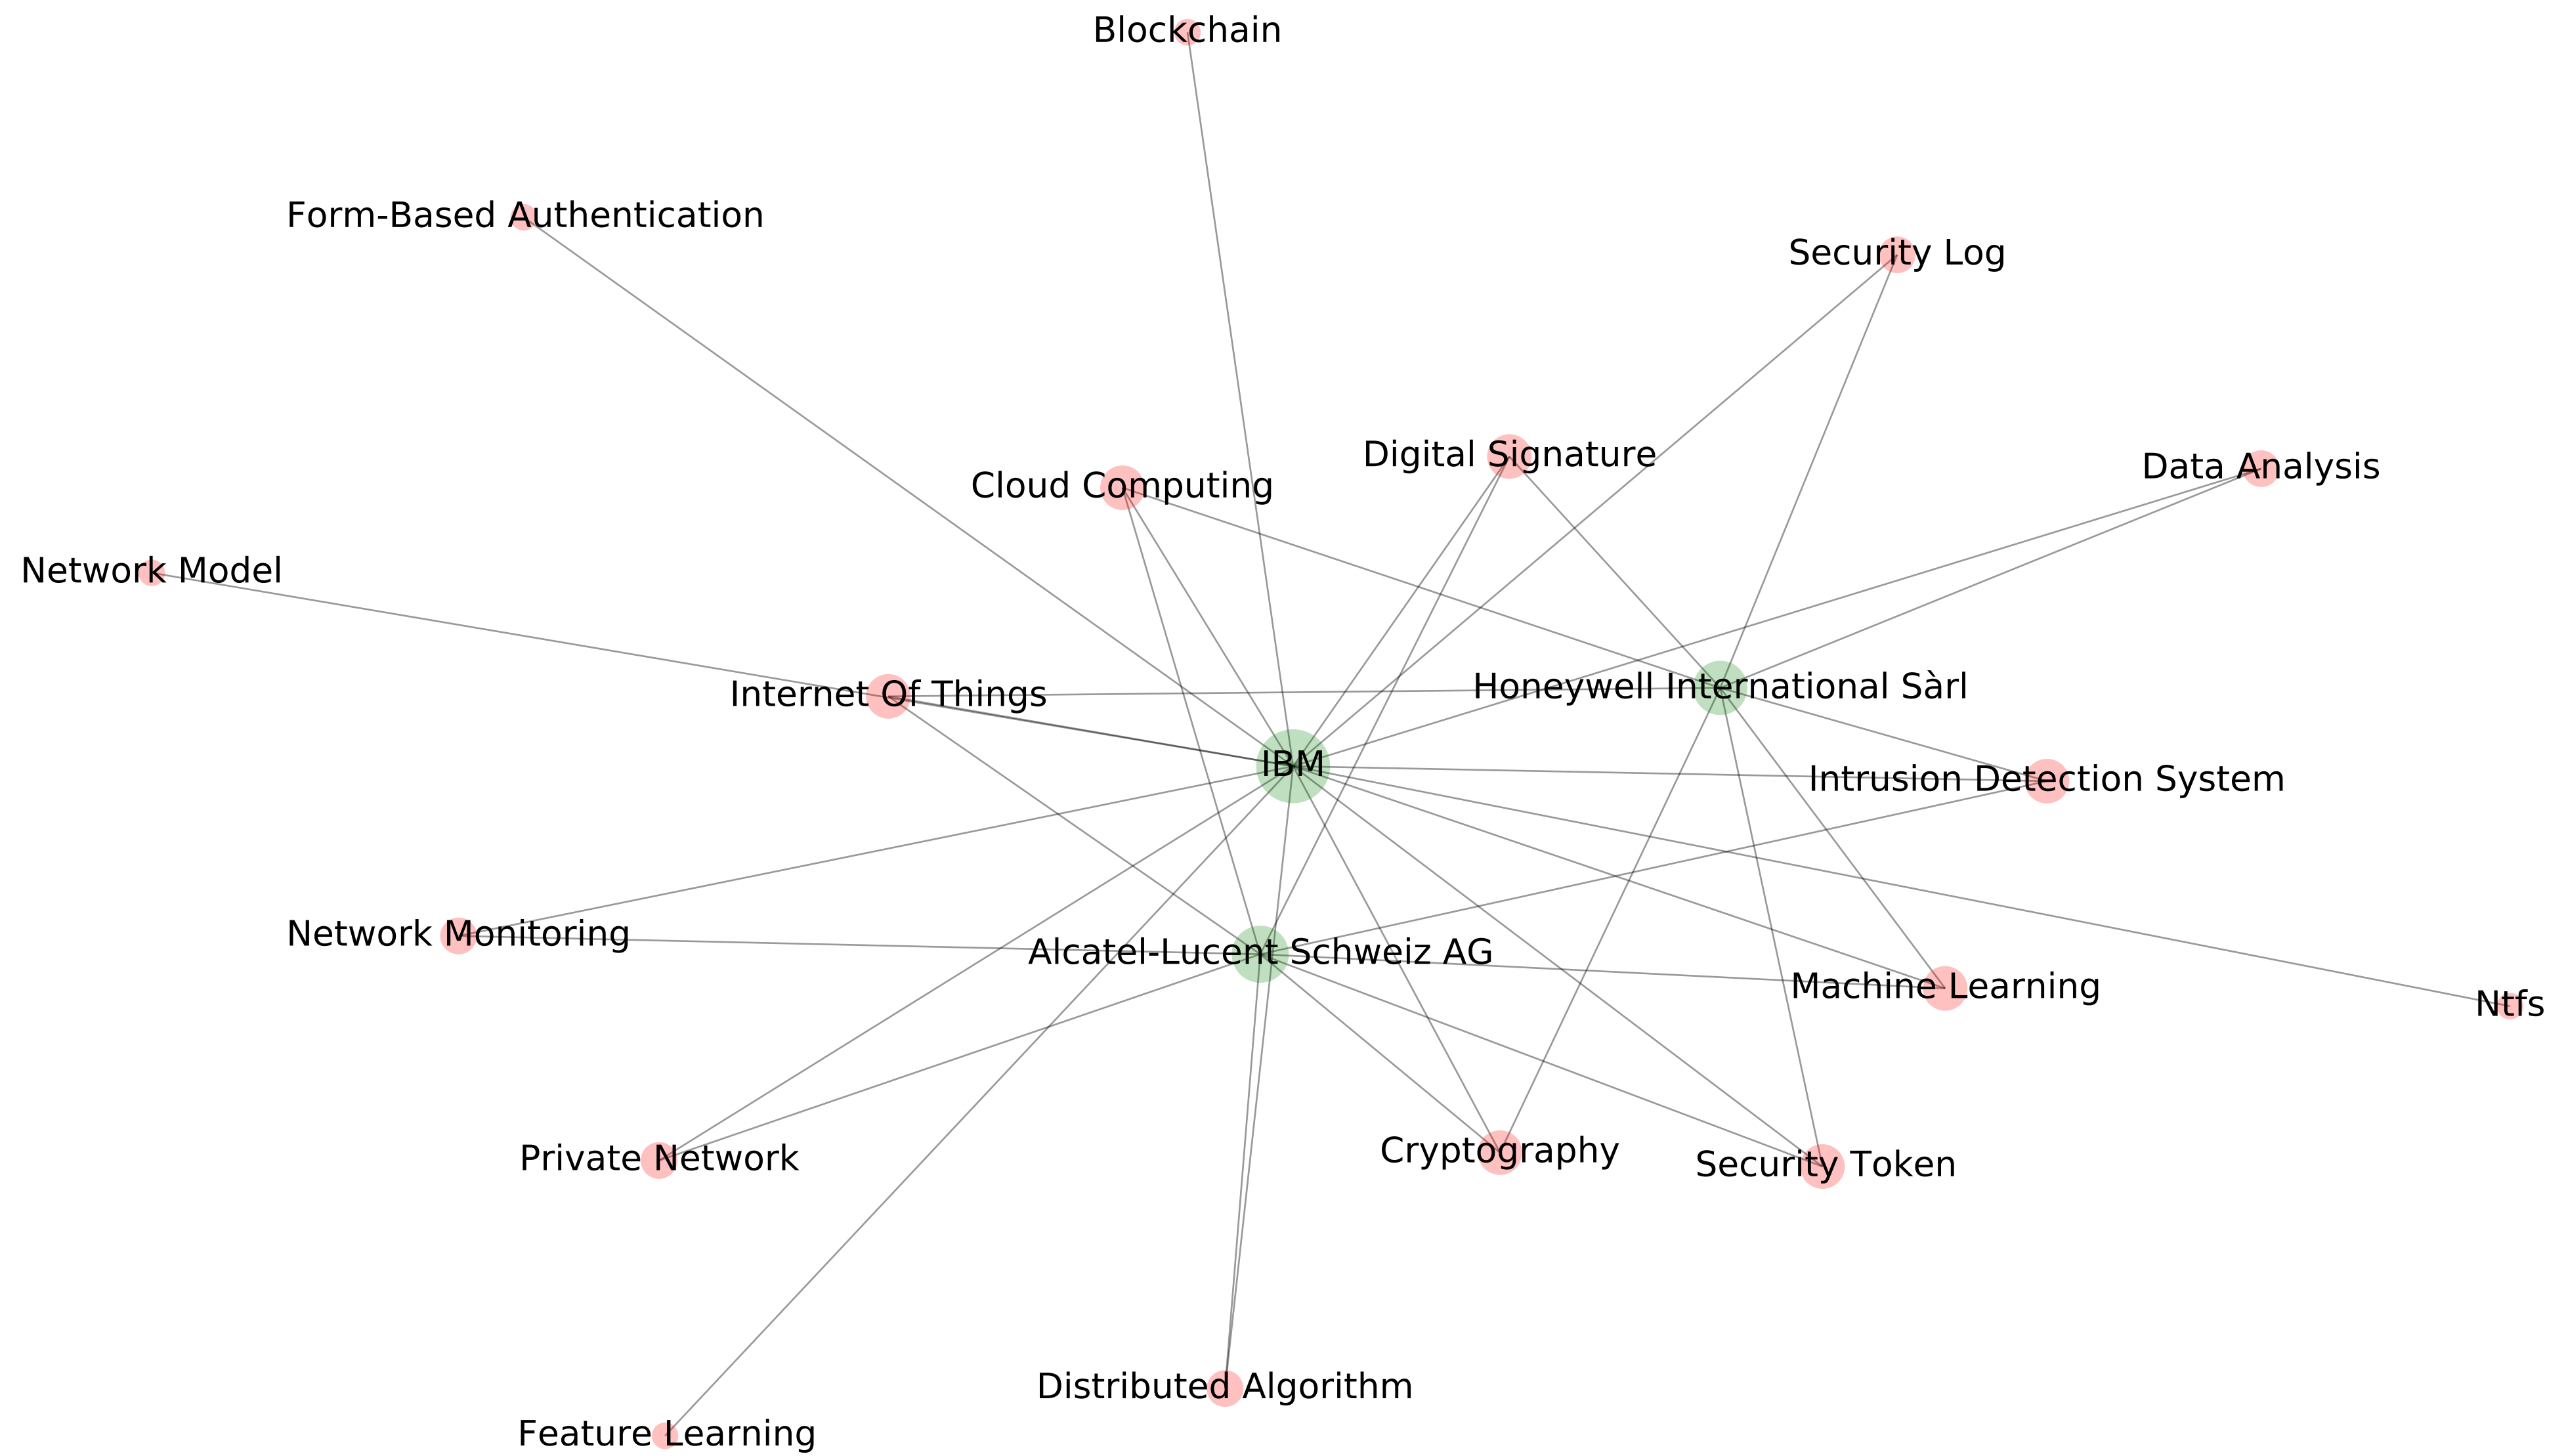 Blockchain
Form-Based Authentication
Security Log
Digital Signature
Data Analysis
Cloud Computing
Network Model
Internet Of Things
Honeywell International Sàrl
IBM
Intrusion Detection System
Network Monitoring
Alcatel-Lucent Schweiz AG
Machine Learning
Ntfs
Private Network
Cryptography
Security Token
Distributed Algorithm
Feature Learning